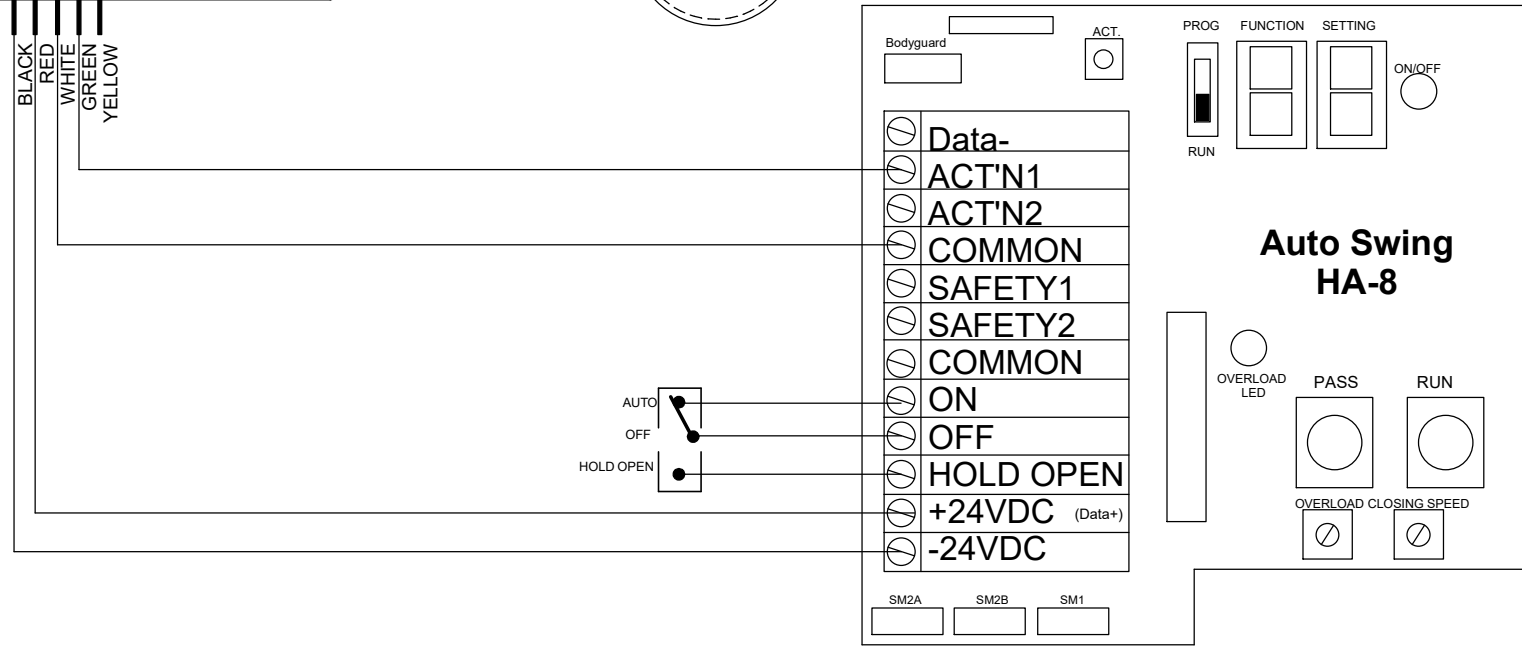 BLACK
RED
WHITE
GREEN
YELLOW
Bodyguard
ACT.
PROG
FUNCTION
SETTING
ON/OFF
RUN
Data-
ACT'N1
ACT'N2
COMMON
SAFETY1
SAFETY2
COMMON
ON
OFF
HOLD OPEN
+24VDC (Data+)
-24VDC
AUTO
OFF
HOLD OPEN
Auto Swing
HA-8
OVERLOAD
LED
PASS
RUN
OVERLOAD
CLOSING SPEED
SM2A
SM2B
SM1